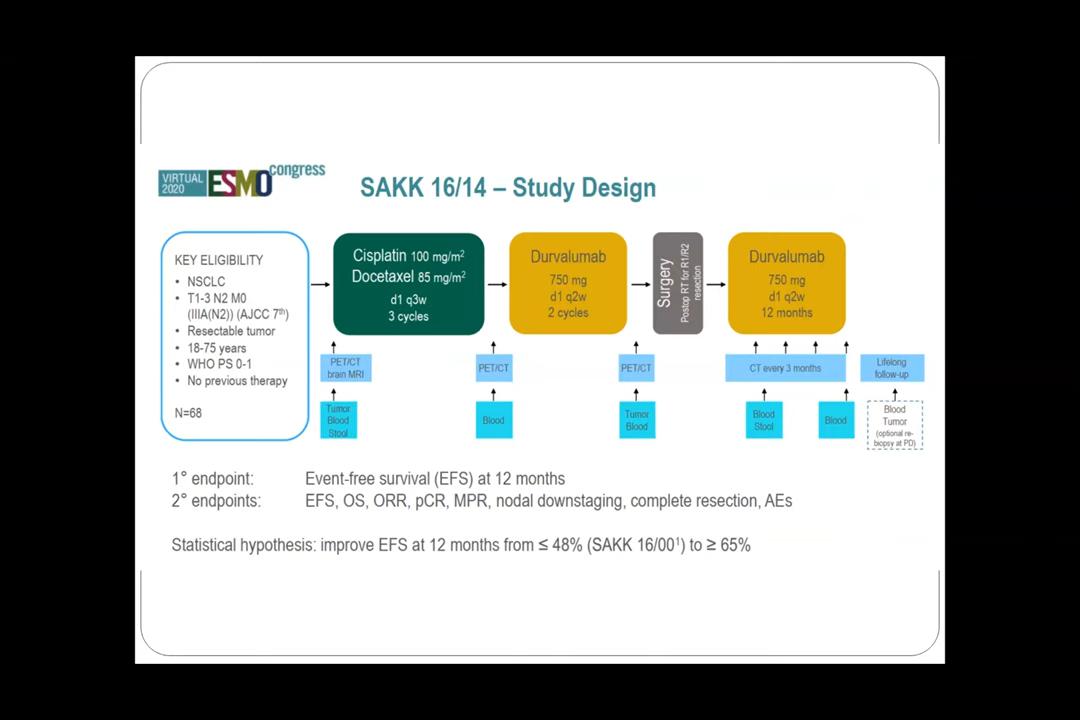 VIRTUAL
2020
ESMO
congress
SAKK 16/14 – Study Design
KEY ELIGIBILITY
• NSCLC
• T1-3 N2 M0
(IIIA(N2)) (AJCC 7th)
• Resectable tumor
• 18-75 years
• WHO PS 0-1
• No previous therapy
N=68
Cisplatin 100 mg/m²
Docetaxel 85 mg/m²
d1 q3w
3 cycles
Durvalumab
750 mg
d1 q2w
2 cycles
Surgery
Postop RT for R1/R2
resection
Durvalumab
750 mg
d1 q2w
12 months
PET/CT
brain MRI
PET/CT
PET/CT
CT every 3 months
Lifelong
follow-up
Tumor
Blood
Stool
Blood
Tumor
Blood
Blood
Stool
Blood
Blood
Tumor
(optional re-
biopsy at PD)
1° endpoint: Event-free survival (EFS) at 12 months
2° endpoints: EFS, OS, ORR, pCR, MPR, nodal downstaging, complete resection, AEs
Statistical hypothesis: improve EFS at 12 months from ≤ 48% (SAKK 16/00¹) to ≥ 65%